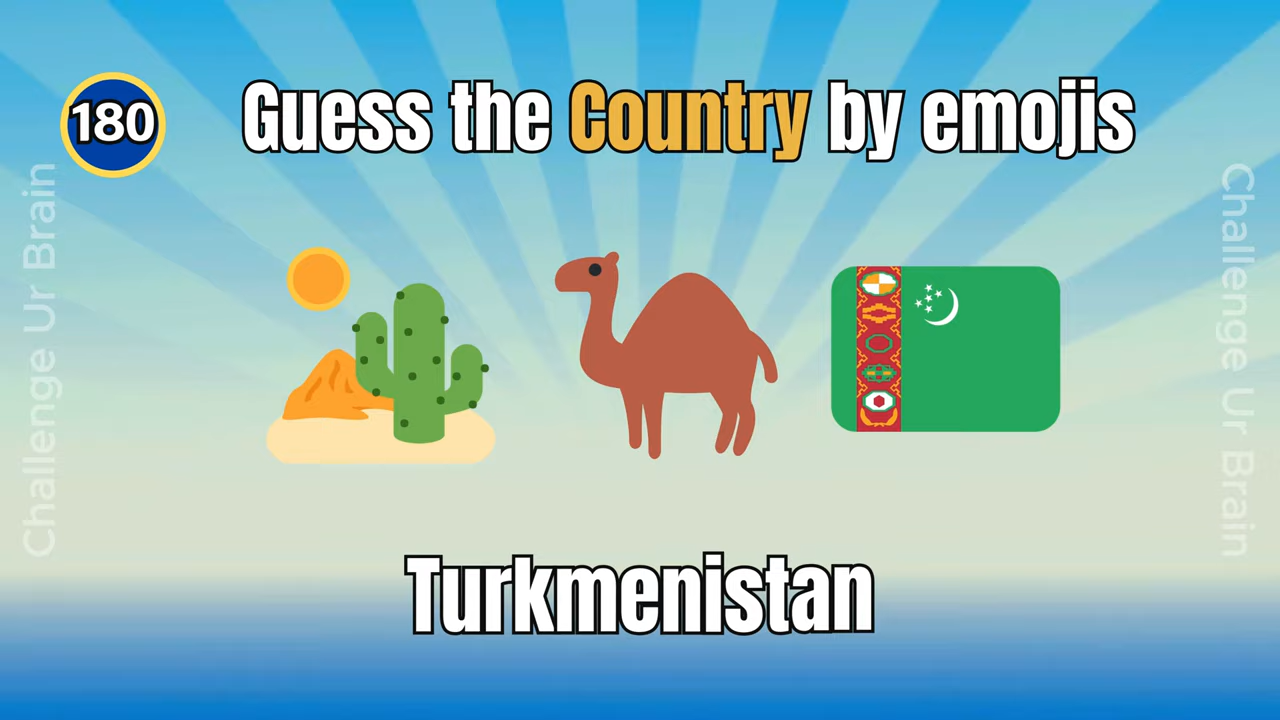 180
Guess the Country by emojis
Challenge Ur Brain
Challenge Ur Brain
Turkmenistan